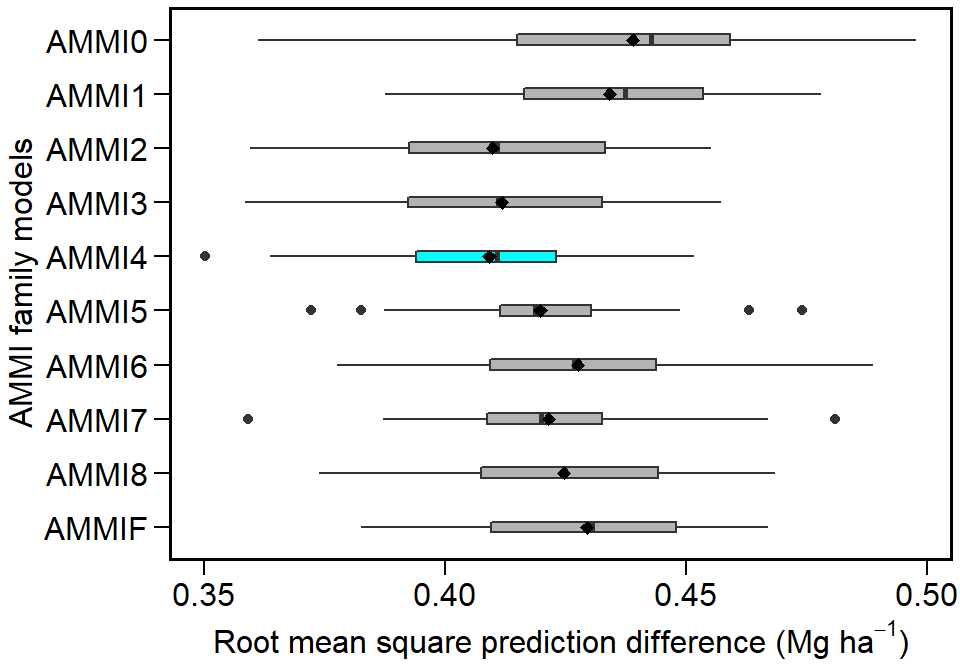 AMMI family models
AMMI0
AMMI1
AMMI2
AMMI3
AMMI4
AMMI5
AMMI6
AMMI7
AMMI8
AMMIF
0.35 0.40 0.45 0.50
Root mean square prediction difference (Mg ha⁻¹)